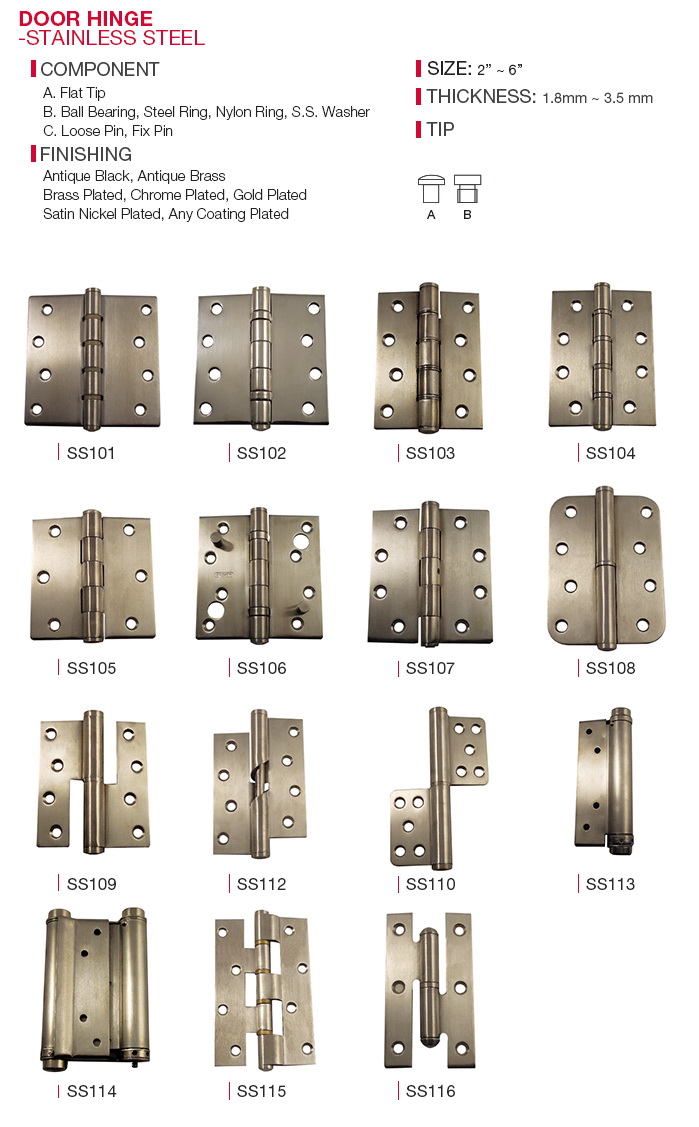 DOOR HINGE
-STAINLESS STEEL
COMPONENT
A. Flat Tip
B. Ball Bearing, Steel Ring, Nylon Ring, S.S. Washer
C. Loose Pin, Fix Pin
FINISHING
Antique Black, Antique Brass
Brass Plated, Chrome Plated, Gold Plated
Satin Nickel Plated, Any Coating Plated
SIZE: 2” ~ 6”
THICKNESS: 1.8mm ~ 3.5 mm
TIP
A B
SS101 SS102 SS103 SS104
SS105 SS106 SS107 SS108
SS109 SS112 SS110 SS113
SS114 SS115 SS116